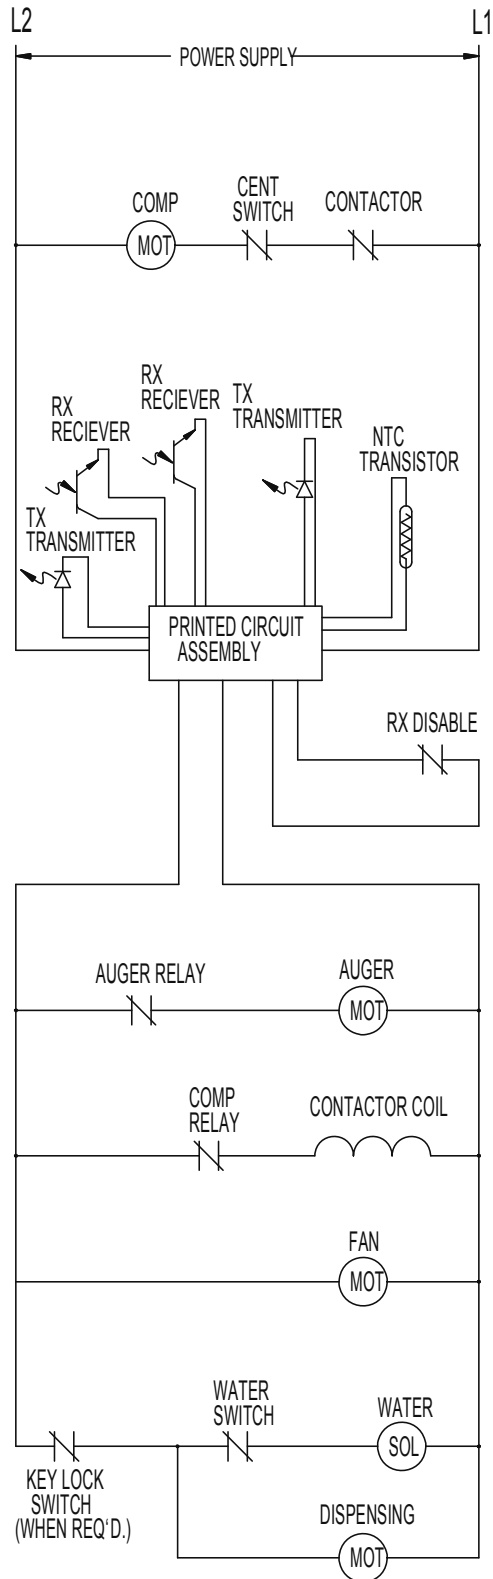 L2
L1
POWER SUPPLY
COMP
MOT
CENT
SWITCH
CONTACTOR
RX
RECIEVER
RX
RECIEVER
TX
TRANSMITTER
NTC
TRANSISTOR
TX
TRANSMITTER
PRINTED CIRCUIT
ASSEMBLY
RX DISABLE
AUGER RELAY
AUGER
MOT
COMP
RELAY
CONTACTOR COIL
FAN
MOT
WATER
SWITCH
WATER
SOL
KEY LOCK
SWITCH
(WHEN REQ'D.)
DISPENSING
MOT